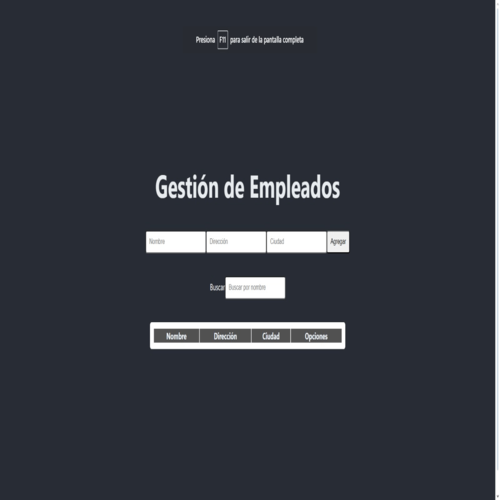 Presiona F11 para salir de la pantalla completa
Gestión de Empleados
Nombre Dirección Ciudad Agregar
Buscar Buscar por nombre
Nombre Dirección Ciudad Opciones